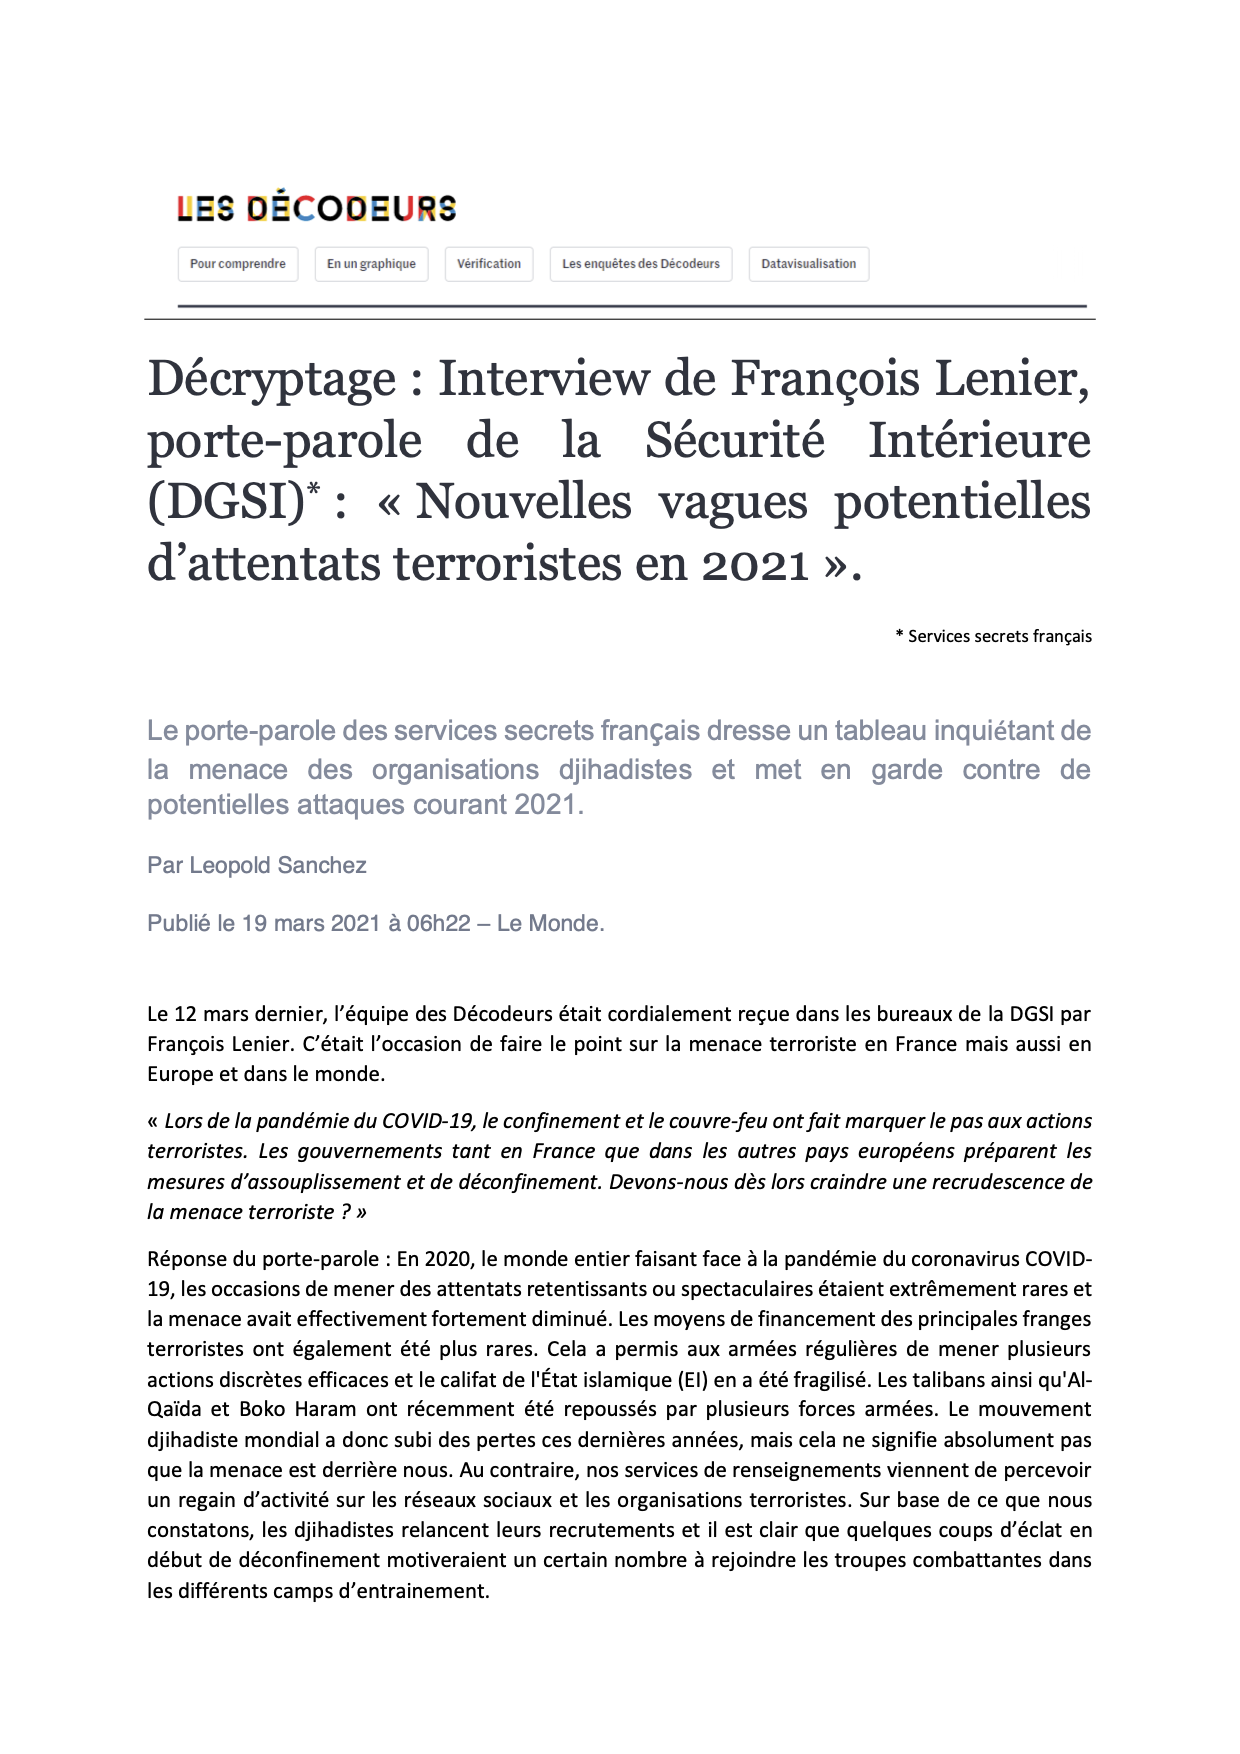 LES DÉCODEURS
Pour comprendre En un graphique Vérification Les enquêtes des Décodeurs Datavisualisation
Décryptage : Interview de François Lenier,
porte-parole de la Sécurité Intérieure
(DGSI)* : « Nouvelles vagues potentielles
d’attentats terroristes en 2021 ».
* Services secrets français
Le porte-parole des services secrets français dresse un tableau inquiétant de
la menace des organisations djihadistes et met en garde contre de
potentielles attaques courant 2021.
Par Leopold Sanchez
Publié le 19 mars 2021 à 06h22 – Le Monde.
Le 12 mars dernier, l’équipe des Décodeurs était cordialement reçue dans les bureaux de la DGSI par
François Lenier. C’était l’occasion de faire le point sur la menace terroriste en France mais aussi en
Europe et dans le monde.
« Lors de la pandémie du COVID-19, le confinement et le couvre-feu ont fait marquer le pas aux actions
terroristes. Les gouvernements tant en France que dans les autres pays européens préparent les
mesures d’assouplissement et de déconfinement. Devons-nous dès lors craindre une recrudescence de
la menace terroriste ? »
Réponse du porte-parole : En 2020, le monde entier faisant face à la pandémie du coronavirus COVID-
19, les occasions de mener des attentats retentissants ou spectaculaires étaient extrêmement rares et
la menace avait effectivement fortement diminué. Les moyens de financement des principales franges
terroristes ont également été plus rares. Cela a permis aux armées régulières de mener plusieurs
actions discrètes efficaces et le califat de l'État islamique (EI) en a été fragilisé. Les talibans ainsi qu'Al-
Qaïda et Boko Haram ont récemment été repoussés par plusieurs forces armées. Le mouvement
djihadiste mondial a donc subi des pertes ces dernières années, mais cela ne signifie absolument pas
que la menace est derrière nous. Au contraire, nos services de renseignements viennent de percevoir
un regain d’activité sur les réseaux sociaux et les organisations terroristes. Sur base de ce que nous
constatons, les djihadistes relancent leurs recrutements et il est clair que quelques coups d’éclat en
début de déconfinement motiveraient un certain nombre à rejoindre les troupes combattantes dans
les différents camps d’entrainement.